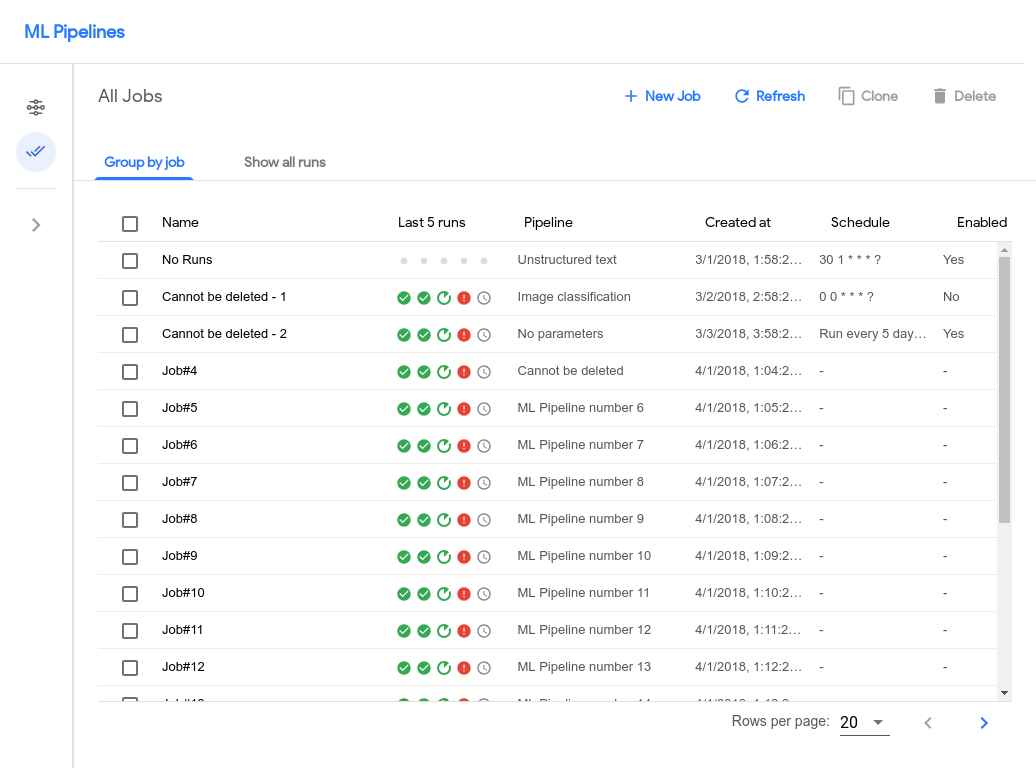 ML Pipelines
All Jobs
New Job Refresh Clone Delete
Group by job Show all runs
Name Last 5 runs Pipeline Created at Schedule Enabled
No Runs Unstructured text 3/1/2018, 1:58:2… 30 1 * * * ? Yes
Cannot be deleted - 1 Image classification 3/2/2018, 2:58:2… 0 0 * * * ? No
Cannot be deleted - 2 No parameters 3/3/2018, 3:58:2… Run every 5 day… Yes
Job#4 Cannot be deleted 4/1/2018, 1:04:2… - -
Job#5 ML Pipeline number 6 4/1/2018, 1:05:2… - -
Job#6 ML Pipeline number 7 4/1/2018, 1:06:2… - -
Job#7 ML Pipeline number 8 4/1/2018, 1:07:2… - -
Job#8 ML Pipeline number 9 4/1/2018, 1:08:2… - -
Job#9 ML Pipeline number 10 4/1/2018, 1:09:2… - -
Job#10 ML Pipeline number 11 4/1/2018, 1:10:2… - -
Job#11 ML Pipeline number 12 4/1/2018, 1:11:2… - -
Job#12 ML Pipeline number 13 4/1/2018, 1:12:2… - -
Rows per page: 20